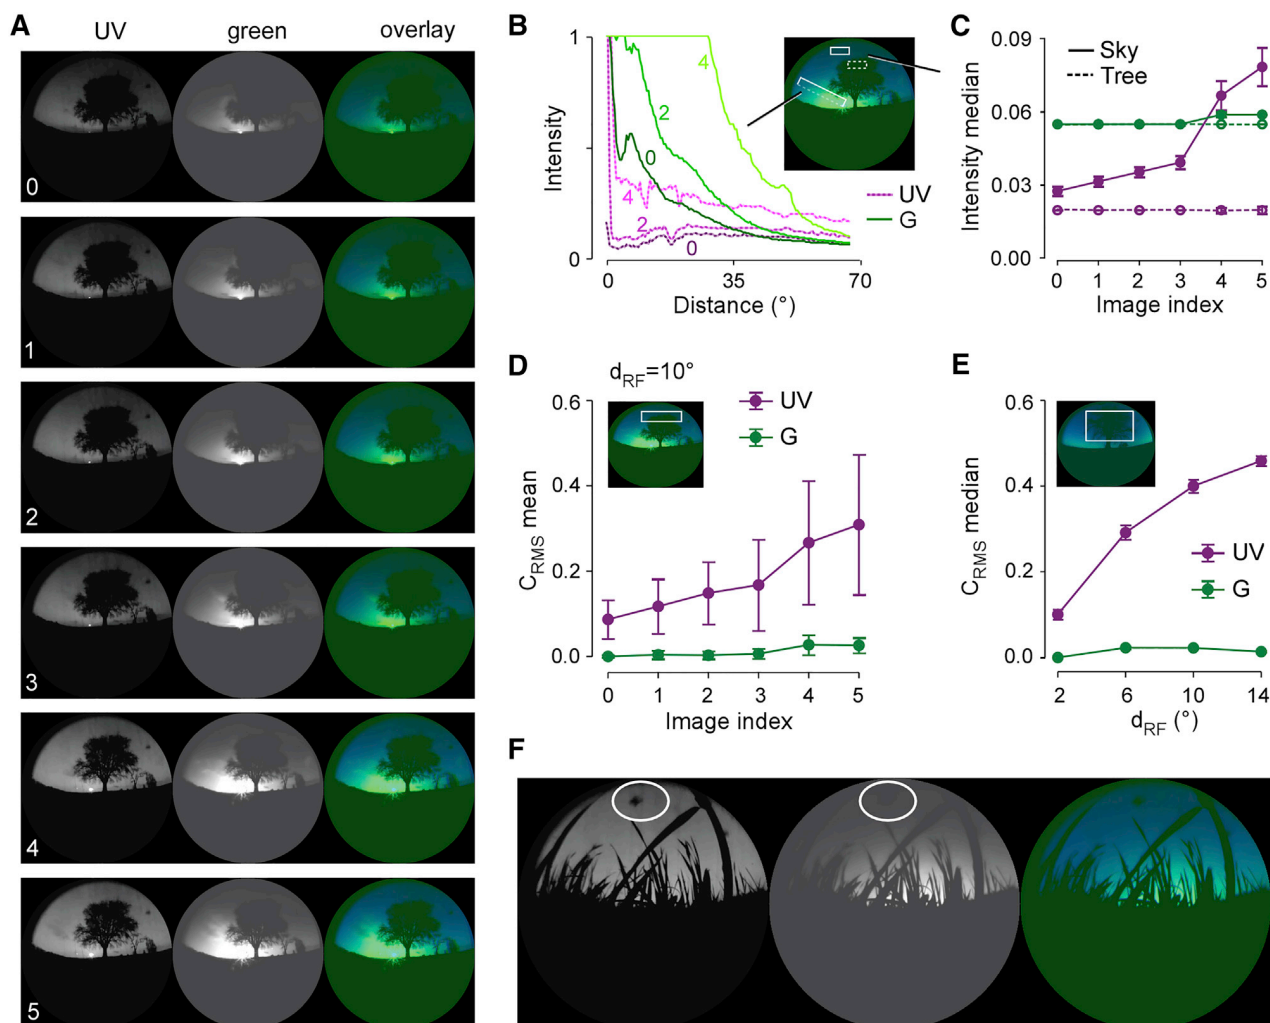 A
UV green overlay
0
1
2
3
4
5
B
Intensity
1
0
4
2
0
4
2
0
UV
G
0 35 70
Distance (°)
C
Intensity median
0.09
0.06
0.03
0.00
Sky
Tree
0 1 2 3 4 5
Image index
D
dRF=10°
CRMS mean
0.6
0.4
0.2
0.0
UV
G
0 1 2 3 4 5
Image index
E
CRMS median
0.6
0.4
0.2
0.0
UV
G
2 6 10 14
dRF (°)
F